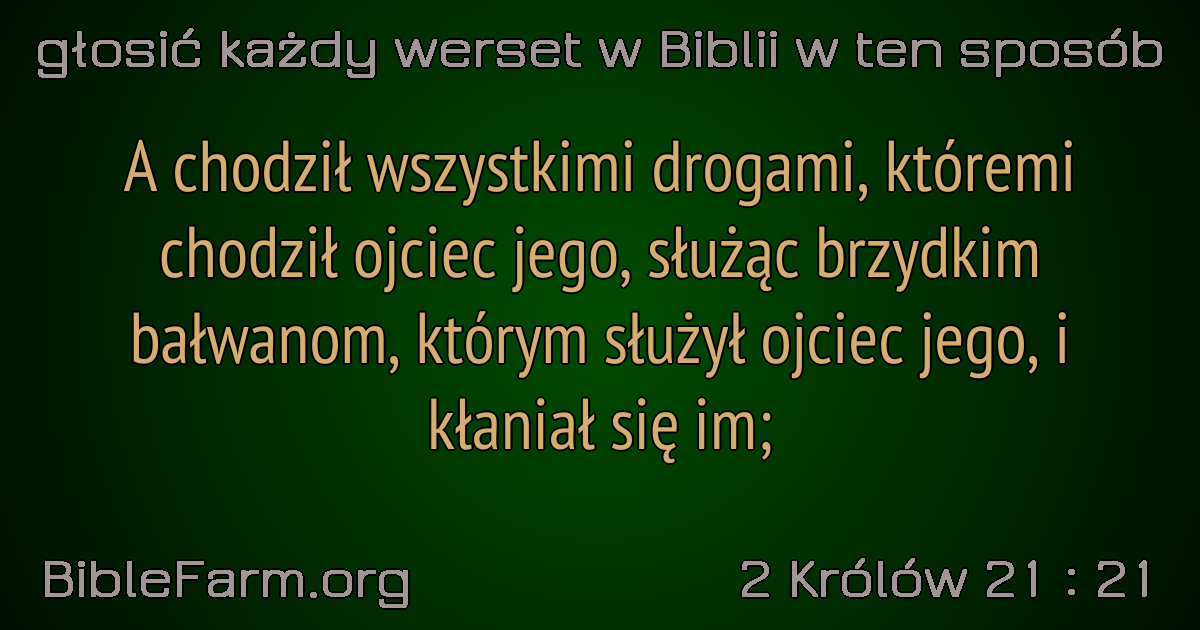 głosić każdy werset w Biblii w ten sposób
A chodził wszystkimi drogami, któremi
chodził ojciec jego, służąc brzydkim
bałwanom, którym służył ojciec jego, i
kłaniał się im;
BibleFarm.org
2 Królów 21 : 21